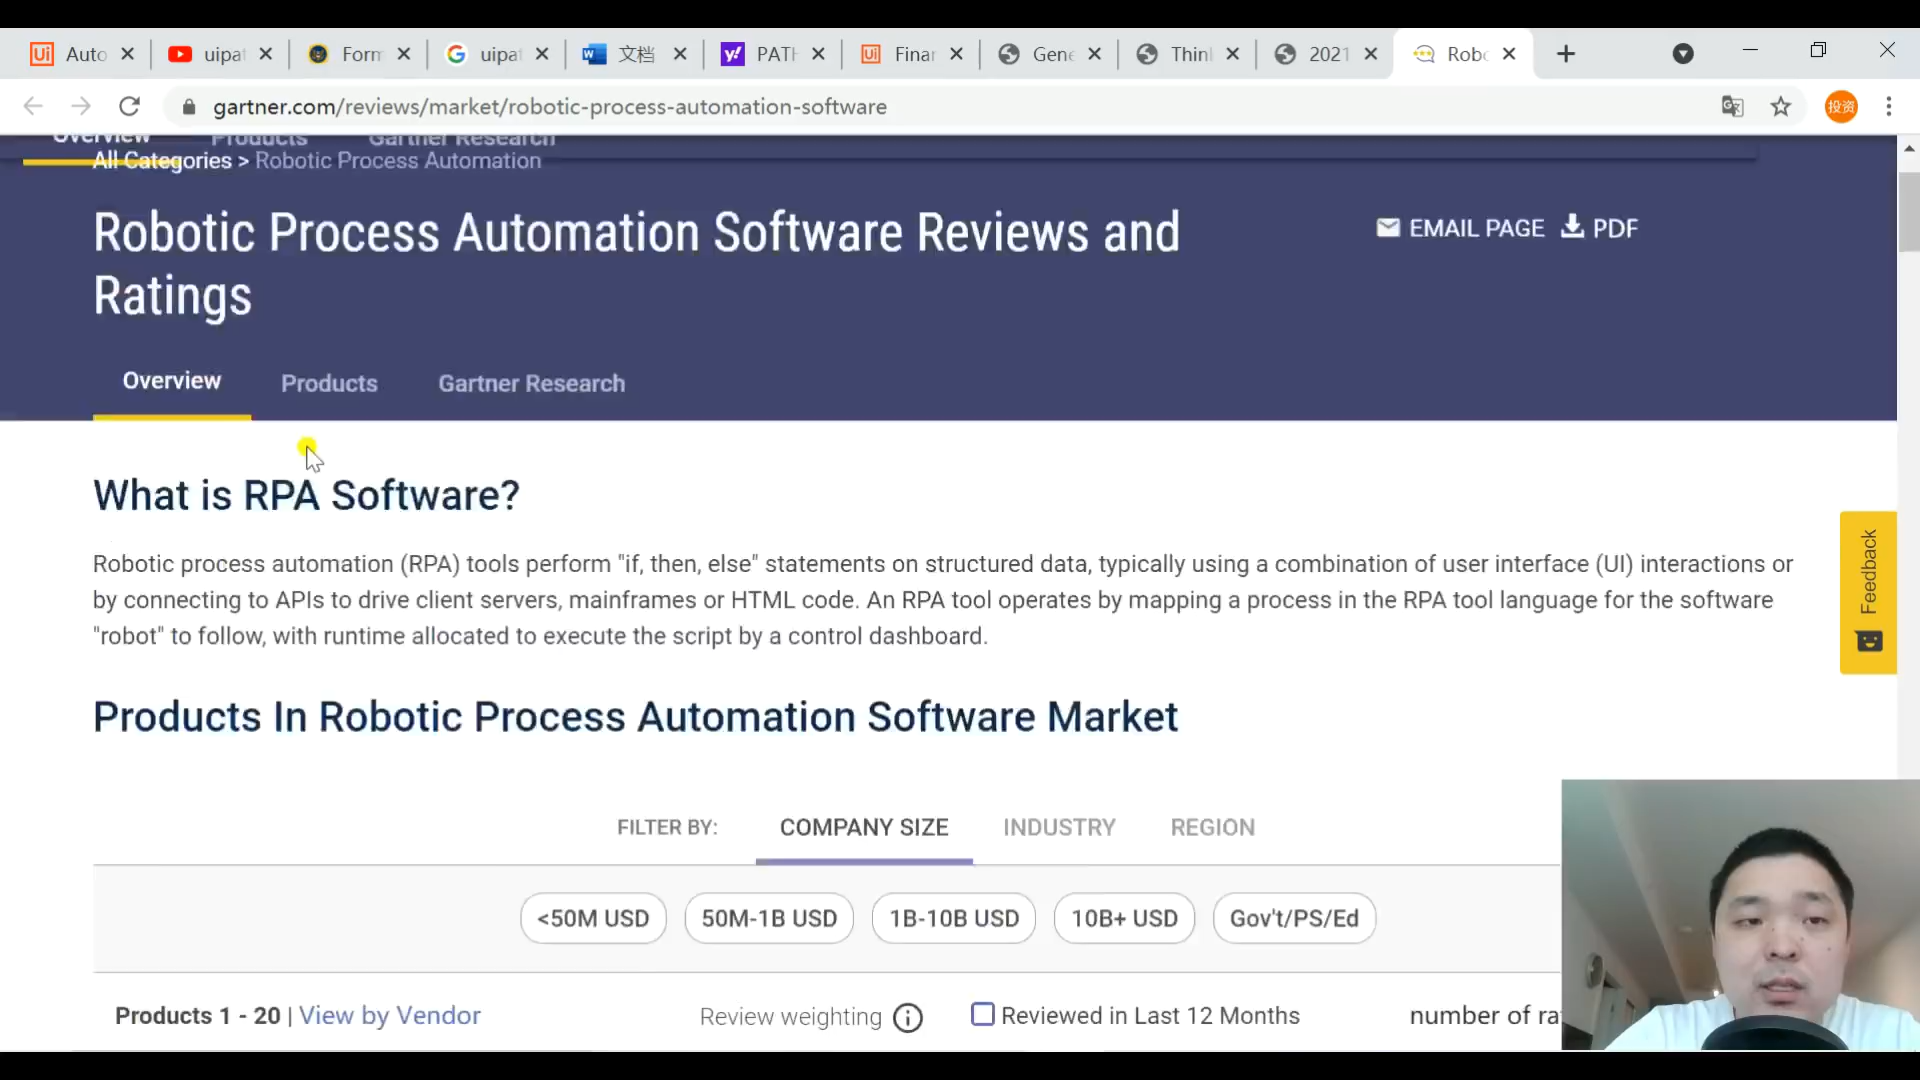 Auto
uipat
Form
uipat
文档
PATH
Finar
Gene
Thinl
2021
Robo
gartner.com/reviews/market/robotic-process-automation-software
投资
Overview Products Gartner Research
All Categories > Robotic Process Automation
Robotic Process Automation Software Reviews and
Ratings
EMAIL PAGE PDF
Overview Products Gartner Research
What is RPA Software?
Robotic process automation (RPA) tools perform "if, then, else" statements on structured data, typically using a combination of user interface (UI) interactions or
by connecting to APIs to drive client servers, mainframes or HTML code. An RPA tool operates by mapping a process in the RPA tool language for the software
"robot" to follow, with runtime allocated to execute the script by a control dashboard.
Feedback
Products In Robotic Process Automation Software Market
FILTER BY: COMPANY SIZE INDUSTRY REGION
<50M USD 50M-1B USD 1B-10B USD 10B+ USD Gov't/PS/Ed
Products 1 - 20 | View by Vendor Review weighting Reviewed in Last 12 Months number of ra